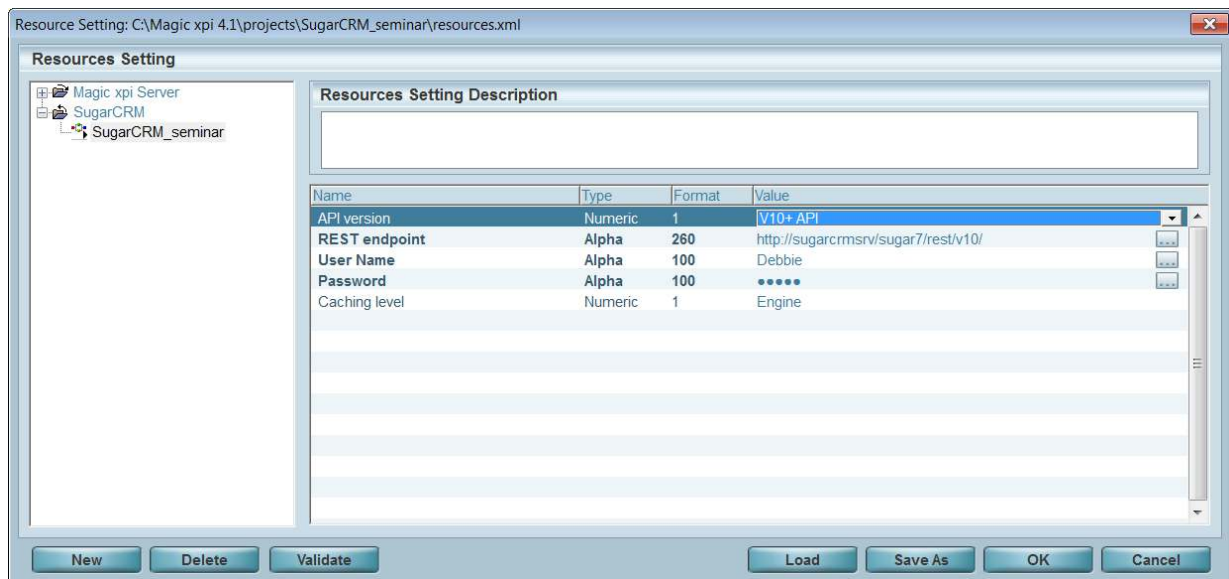 Resource Setting: C:\Magic xpi 4.1\projects\SugarCRM_seminar\resources.xml
Resources Setting
Magic xpi Server
SugarCRM
SugarCRM_seminar
Resources Setting Description
Name Type Format Value
API version Numeric 1 V10+ API
REST endpoint Alpha 260 http://sugarcrmsrv/sugar7/rest/v10/ ...
User Name Alpha 100 Debbie ...
Password Alpha 100 ●●●●● ...
Caching level Numeric 1 Engine
New Delete Validate Load Save As OK Cancel